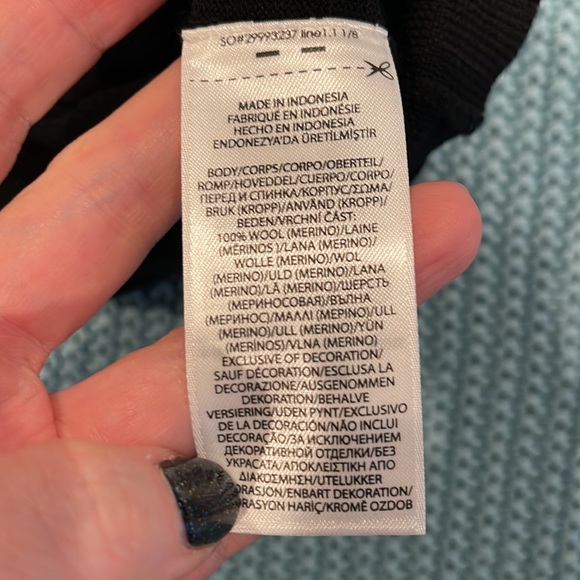 SO#29993237 line1.1 1/8
MADE IN INDONESIA
FABRIQUÉ EN INDONÉSIE
HECHO EN INDONESIA
ENDONEZYA'DA ÜRETİLMİŞTİR
BODY/CORPS/CORPO/OBERTEIL/
ROMP/HOVEDDEL/CUERPO/CORPO/
ПЕРЕД И СПИНКА/КОРПУС/ΣΩΜΑ/
BRUK (KROPP)/ANVÄND (KROPP)/
BEDEN/VRCHNÍ ČÁST:
100% WOOL (MERINO)/LAINE
(MÉRINOS )/LANA (MERINO)/
WOLLE (MERINO)/WOL
(MERINO)/ULD (MERINO)/LANA
(MERINO)/LÃ (MERINO)/ШЕРСТЬ
(МЕРИНОСОВАЯ)/ВЪЛНА
(МЕРИНОС)/ΜΑΛΛΙ (ΜΕΡΙΝΟ)/ULL
(MERINO)/ULL (MERINO)/YÜN
(MERİNOS)/VLNA (MERINO)
EXCLUSIVE OF DECORATION/
SAUF DÉCORATION/ESCLUSA LA
DECORAZIONE/AUSGENOMMEN
DEKORATION/BEHALVE
VERSIERING/UDEN PYNT/EXCLUSIVO
DE LA DECORACIÓN/NÃO INCLUI
DECORAÇÃO/ЗА ИСКЛЮЧЕНИЕМ
ДЕКОРАТИВНОЙ ОТДЕЛКИ/БЕЗ
УКРАСАТА/ΑΠΟΚΛΕΙΣΤΙΚΗ ΑΠΟ
ΔΙΑΚΟΣΜΗΣΗ/UTELUKKER
ORASJON/ENBART DEKORATION/
ORASYON HARİÇ/KROMĚ OZDOB